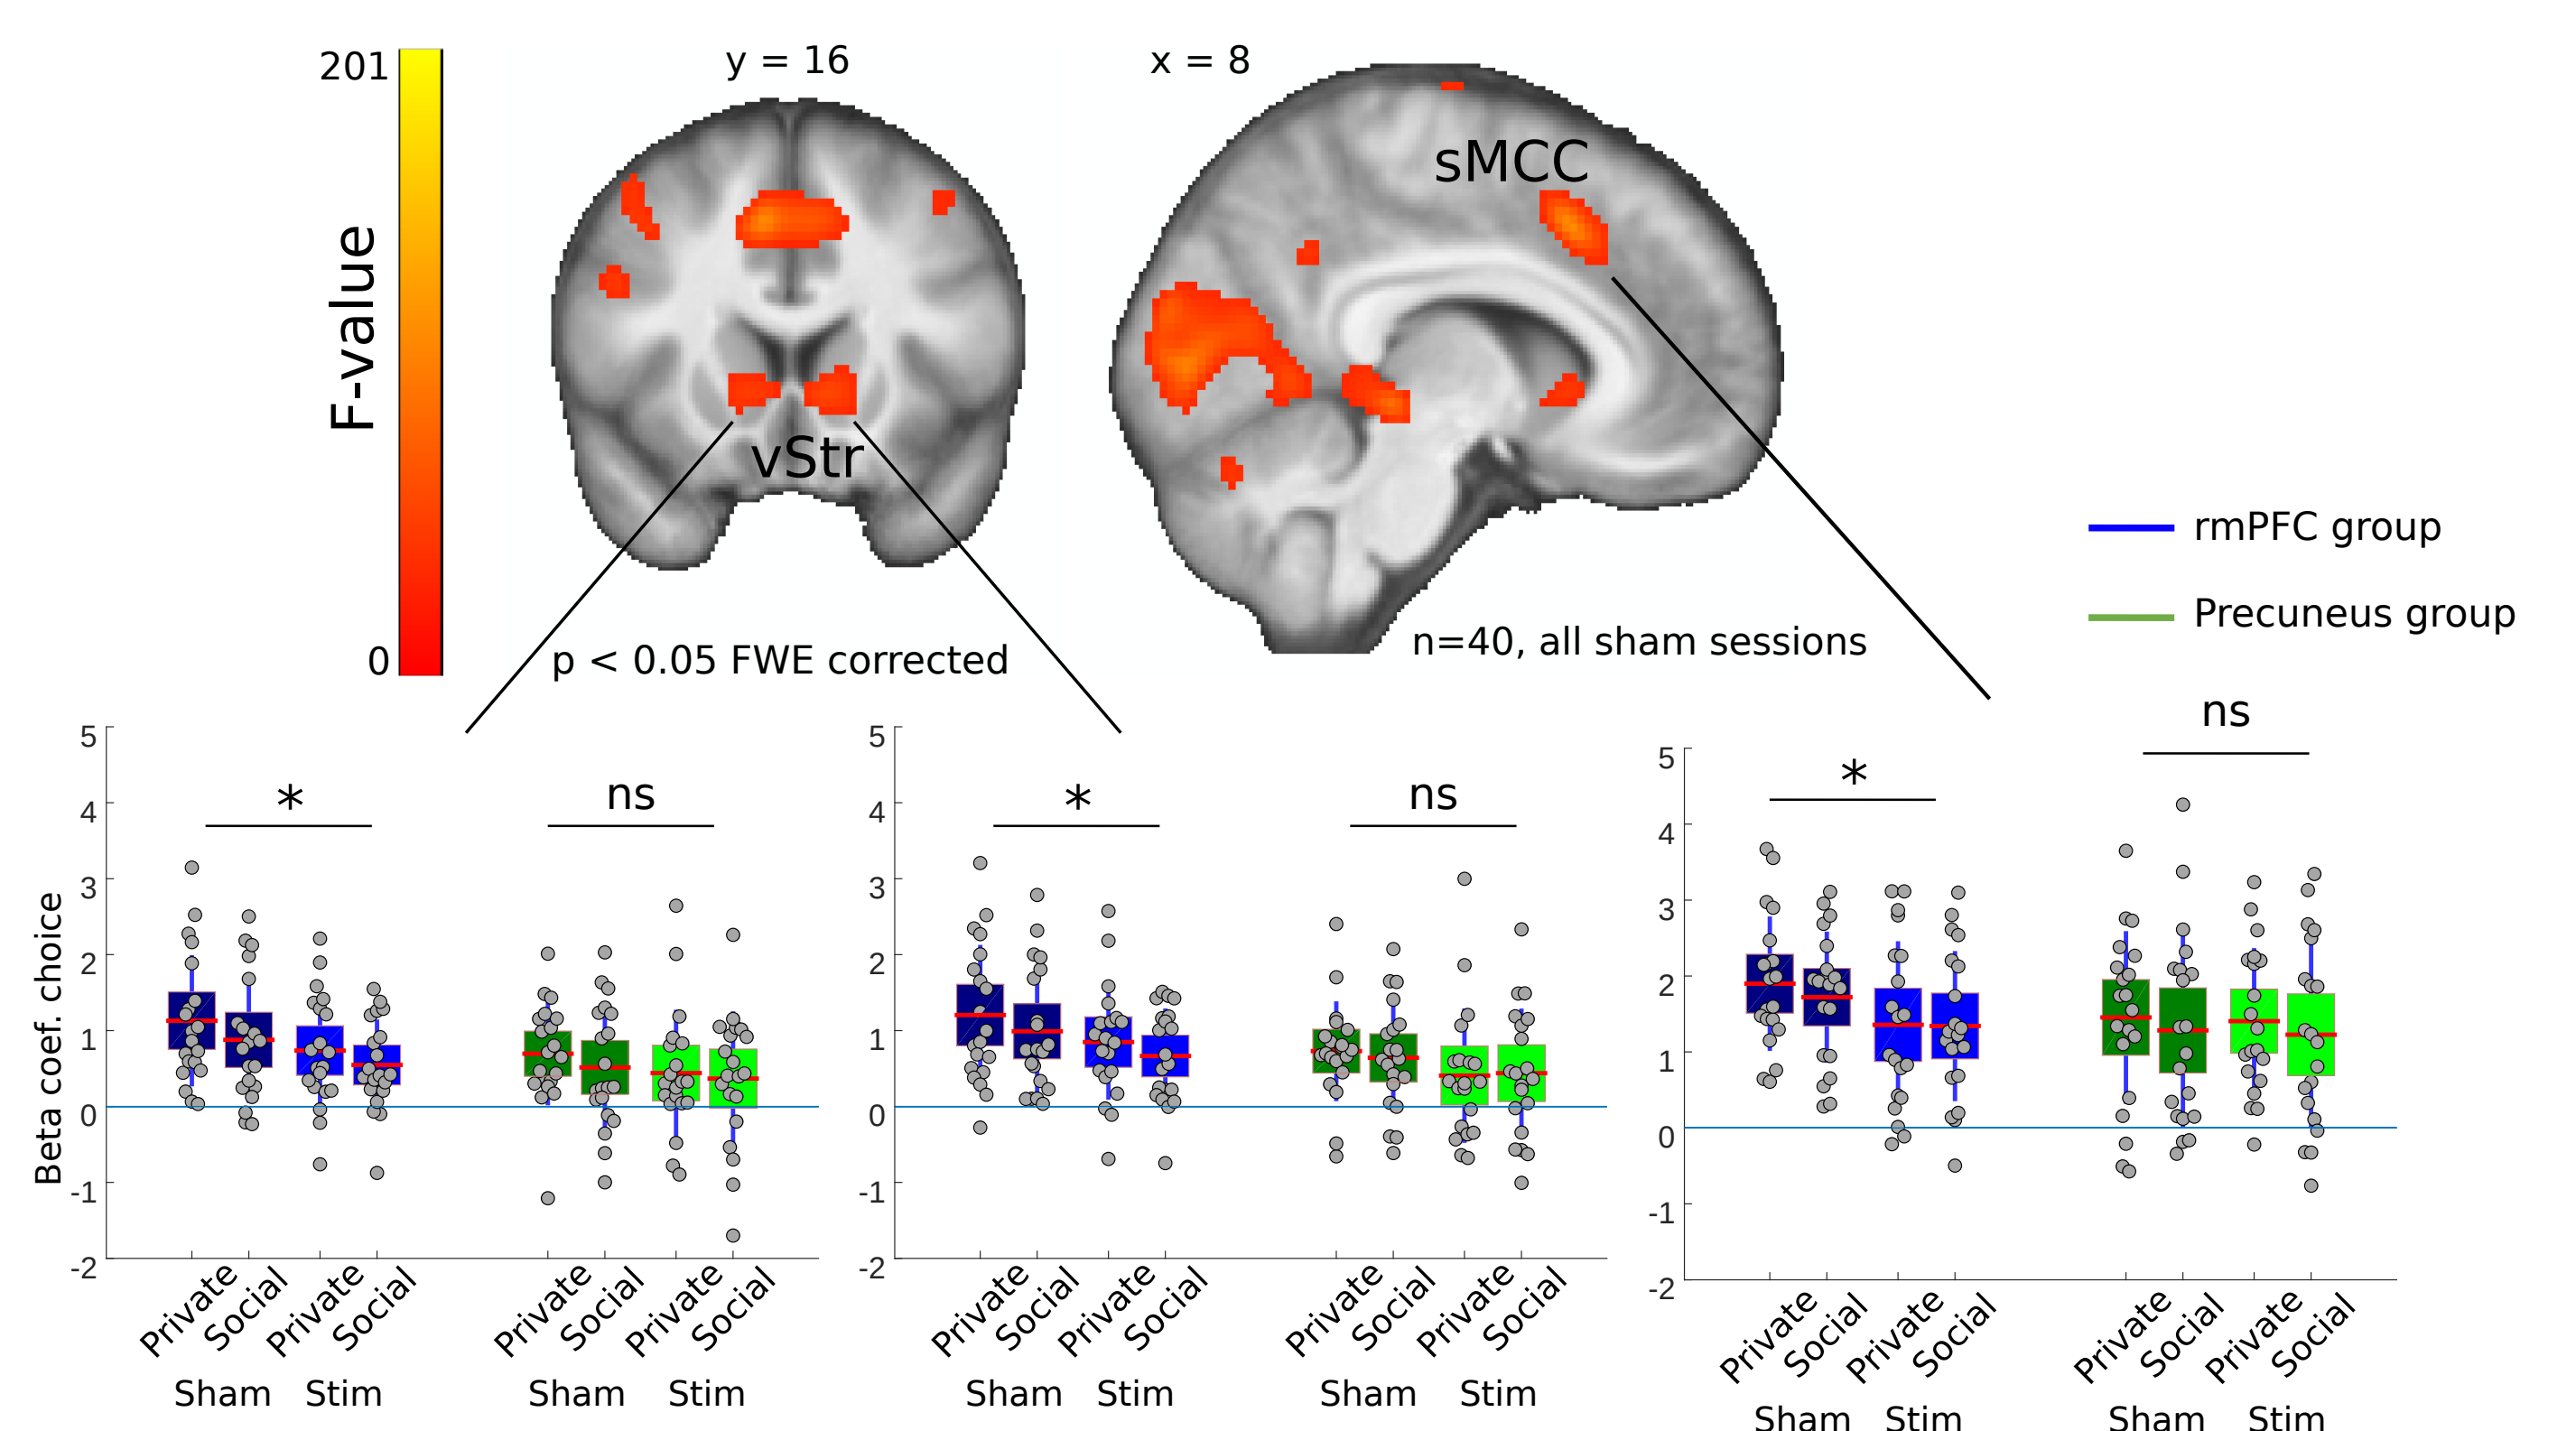 201
0
F-value
y = 16
x = 8
sMCC
vStr
p < 0.05 FWE corrected
n=40, all sham sessions
rmPFC group
Precuneus group
Beta coef. choice
5
4
3
2
1
0
-1
-2
*
ns
Private
Social
Private
Social
Private
Social
Private
Social
Sham
Stim
Sham
Stim
5
4
3
2
1
0
-1
-2
*
ns
Private
Social
Private
Social
Private
Social
Private
Social
Sham
Stim
Sham
Stim
5
4
3
2
1
0
-1
-2
*
ns
Private
Social
Private
Social
Private
Social
Private
Social
Sham
Stim
Sham
Stim